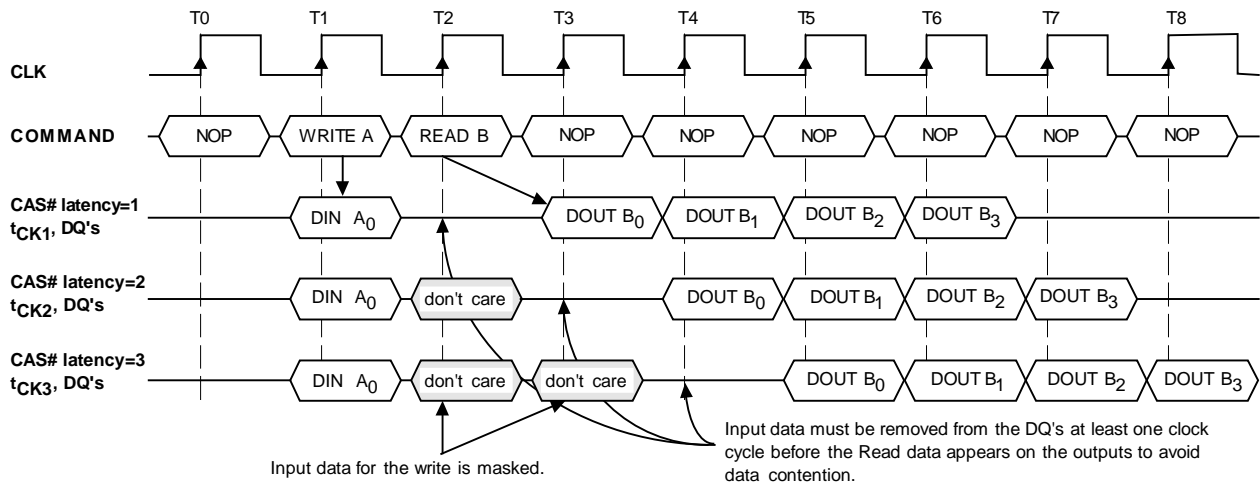 T0 T1 T2 T3 T4 T5 T6 T7 T8
CLK
COMMAND NOP WRITE A READ B NOP NOP NOP NOP NOP NOP
CAS# latency=1
tCK1, DQ's DIN A0 DOUT B0 DOUT B1 DOUT B2 DOUT B3
CAS# latency=2
tCK2, DQ's DIN A0 don't care DOUT B0 DOUT B1 DOUT B2 DOUT B3
CAS# latency=3
tCK3, DQ's DIN A0 don't care don't care DOUT B0 DOUT B1 DOUT B2 DOUT B3
Input data for the write is masked.
Input data must be removed from the DQ's at least one clock
cycle before the Read data appears on the outputs to avoid
data contention.